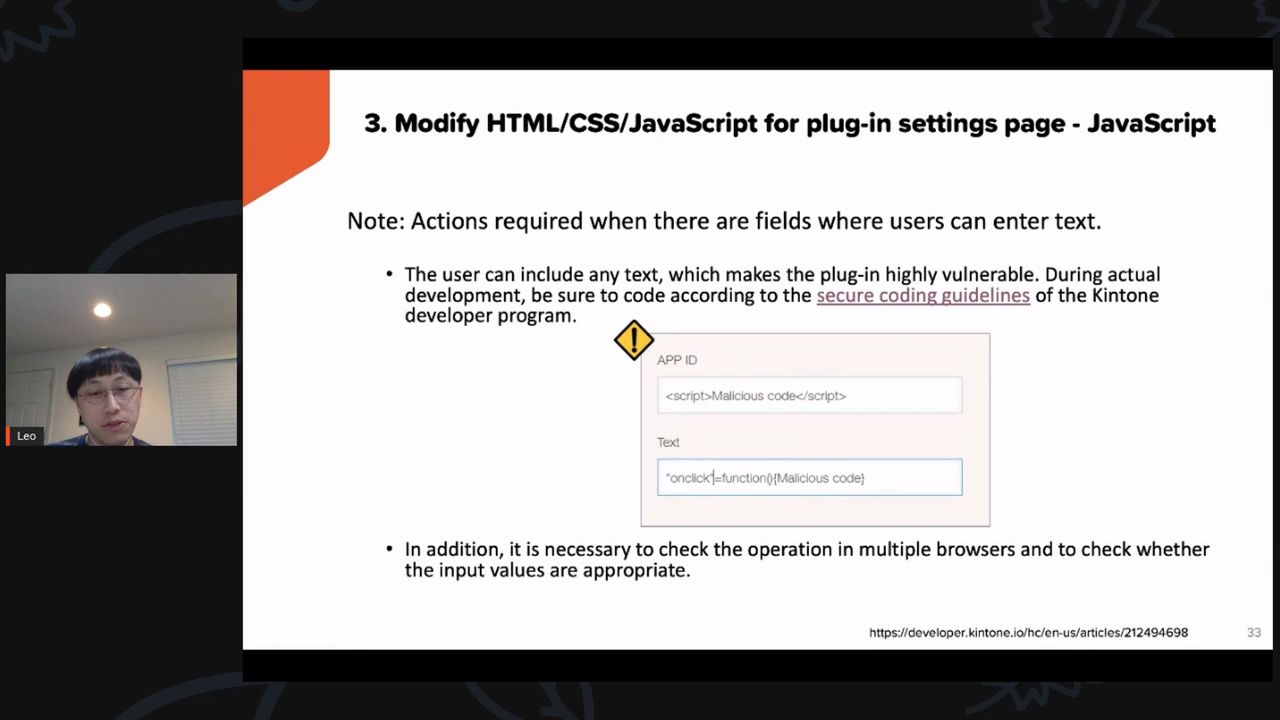 3. Modify HTML/CSS/JavaScript for plug-in settings page - JavaScript
Note: Actions required when there are fields where users can enter text.
• The user can include any text, which makes the plug-in highly vulnerable. During actual
development, be sure to code according to the secure coding guidelines of the Kintone
developer program.
APP ID
<script>Malicious code</script>
Text
"onclick"=function(){Malicious code}
• In addition, it is necessary to check the operation in multiple browsers and to check whether
the input values are appropriate.
https://developer.kintone.io/hc/en-us/articles/212494698
33
Leo